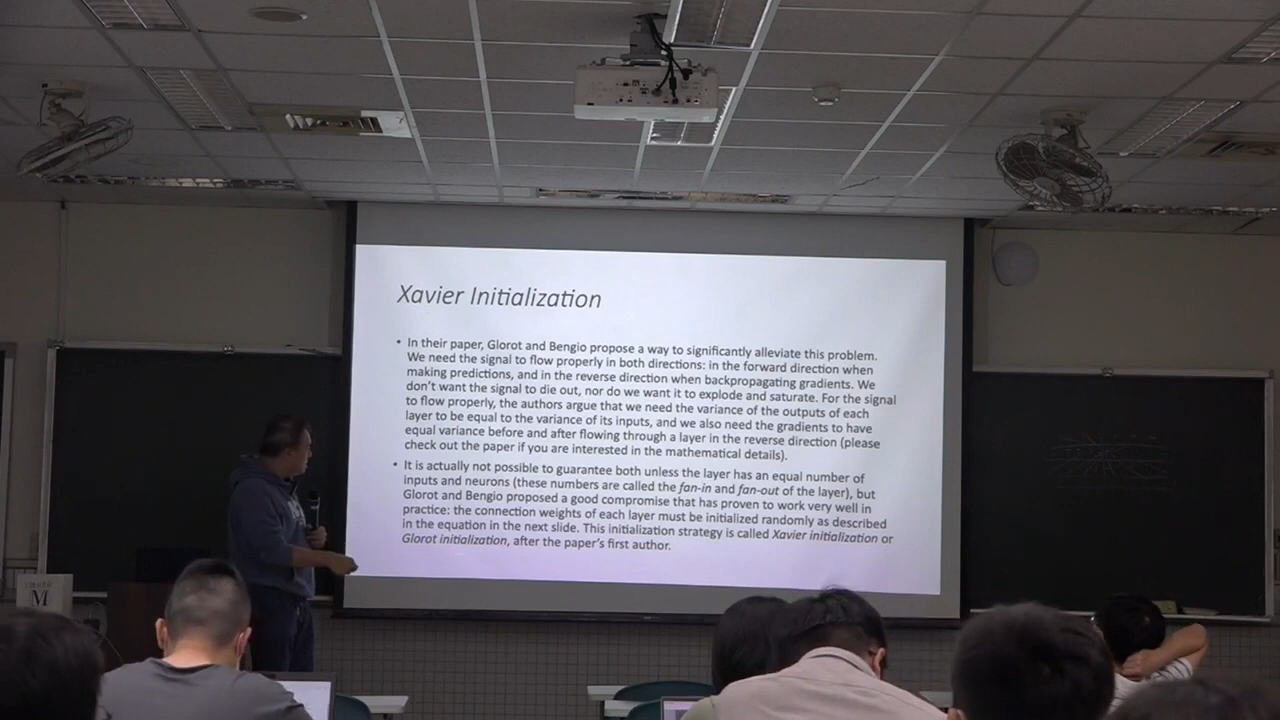 Xavier Initialization
• In their paper, Glorot and Bengio propose a way to significantly alleviate this problem.
We need the signal to flow properly in both directions: in the forward direction when
making predictions, and in the reverse direction when backpropagating gradients. We
don't want the signal to die out, nor do we want it to explode and saturate. For the signal
to flow properly, the authors argue that we need the variance of the outputs of each
layer to be equal to the variance of its inputs, and we also need the gradients to have
equal variance before and after flowing through a layer in the reverse direction (please
check out the paper if you are interested in the mathematical details).
• It is actually not possible to guarantee both unless the layer has an equal number of
inputs and neurons (these numbers are called the fan-in and fan-out of the layer), but
Glorot and Bengio proposed a good compromise that has proven to work very well in
practice: the connection weights of each layer must be initialized randomly as described
in the equation in the next slide. This initialization strategy is called Xavier initialization or
Glorot initialization, after the paper's first author.
M